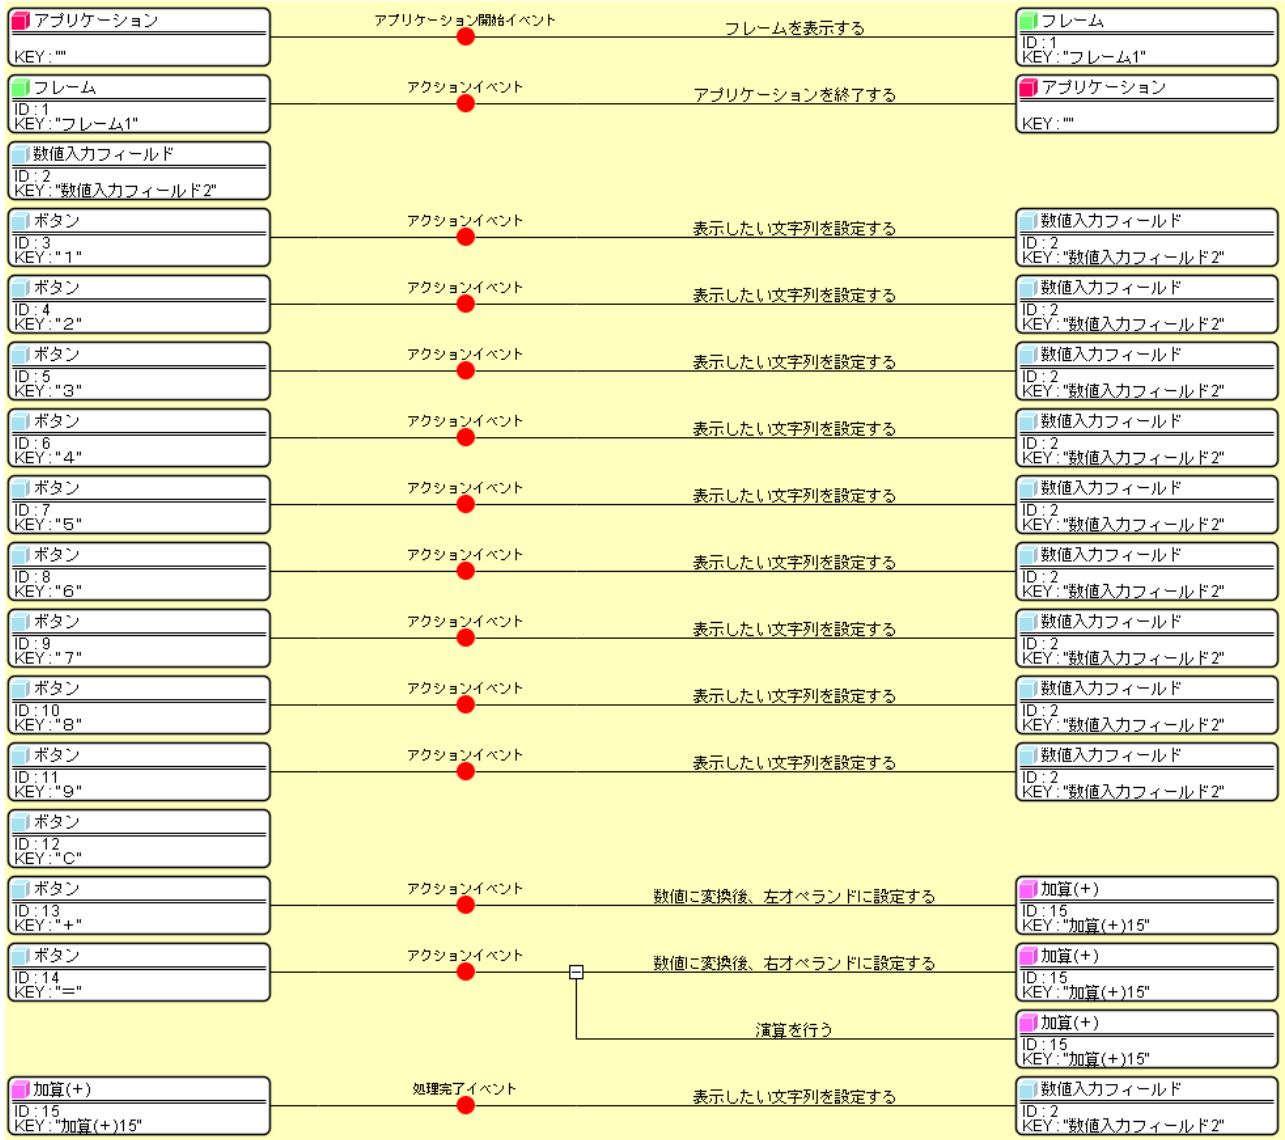 アプリケーション
KEY : ""
アプリケーション開始イベント
フレームを表示する
フレーム
ID : 1
KEY : "フレーム1"
フレーム
ID : 1
KEY : "フレーム1"
アクションイベント
アプリケーションを終了する
アプリケーション
KEY : ""
数値入力フィールド
ID : 2
KEY : "数値入力フィールド2"
ボタン
ID : 3
KEY : "1"
アクションイベント
表示したい文字列を設定する
数値入力フィールド
ID : 2
KEY : "数値入力フィールド2"
ボタン
ID : 4
KEY : "2"
アクションイベント
表示したい文字列を設定する
数値入力フィールド
ID : 2
KEY : "数値入力フィールド2"
ボタン
ID : 5
KEY : "3"
アクションイベント
表示したい文字列を設定する
数値入力フィールド
ID : 2
KEY : "数値入力フィールド2"
ボタン
ID : 6
KEY : "4"
アクションイベント
表示したい文字列を設定する
数値入力フィールド
ID : 2
KEY : "数値入力フィールド2"
ボタン
ID : 7
KEY : "5"
アクションイベント
表示したい文字列を設定する
数値入力フィールド
ID : 2
KEY : "数値入力フィールド2"
ボタン
ID : 8
KEY : "6"
アクションイベント
表示したい文字列を設定する
数値入力フィールド
ID : 2
KEY : "数値入力フィールド2"
ボタン
ID : 9
KEY : "7"
アクションイベント
表示したい文字列を設定する
数値入力フィールド
ID : 2
KEY : "数値入力フィールド2"
ボタン
ID : 10
KEY : "8"
アクションイベント
表示したい文字列を設定する
数値入力フィールド
ID : 2
KEY : "数値入力フィールド2"
ボタン
ID : 11
KEY : "9"
アクションイベント
表示したい文字列を設定する
数値入力フィールド
ID : 2
KEY : "数値入力フィールド2"
ボタン
ID : 12
KEY : "C"
ボタン
ID : 13
KEY : "+"
アクションイベント
数値に変換後、左オペランドに設定する
加算(+)
ID : 15
KEY : "加算(+)15"
ボタン
ID : 14
KEY : "="
アクションイベント
数値に変換後、右オペランドに設定する
加算(+)
ID : 15
KEY : "加算(+)15"
演算を行う
加算(+)
ID : 15
KEY : "加算(+)15"
加算(+)
ID : 15
KEY : "加算(+)15"
処理完了イベント
表示したい文字列を設定する
数値入力フィールド
ID : 2
KEY : "数値入力フィールド2"